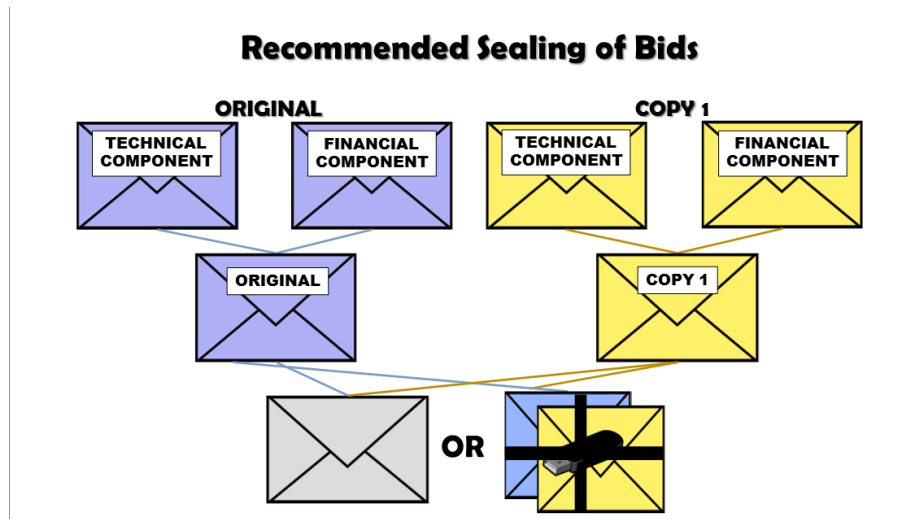 Recommended Sealing of Bids
ORIGINAL
COPY 1
TECHNICAL
COMPONENT
FINANCIAL
COMPONENT
TECHNICAL
COMPONENT
FINANCIAL
COMPONENT
ORIGINAL
COPY 1
OR